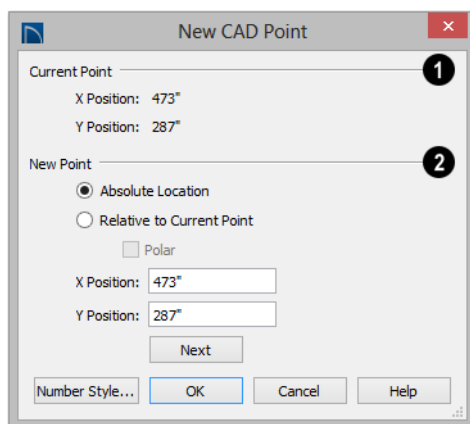 New CAD Point
x
Current Point
1
X Position: 473"
Y Position: 287"
New Point
2
Absolute Location
Relative to Current Point
Polar
X Position: 473"
Y Position: 287"
Next
Number Style... OK Cancel Help